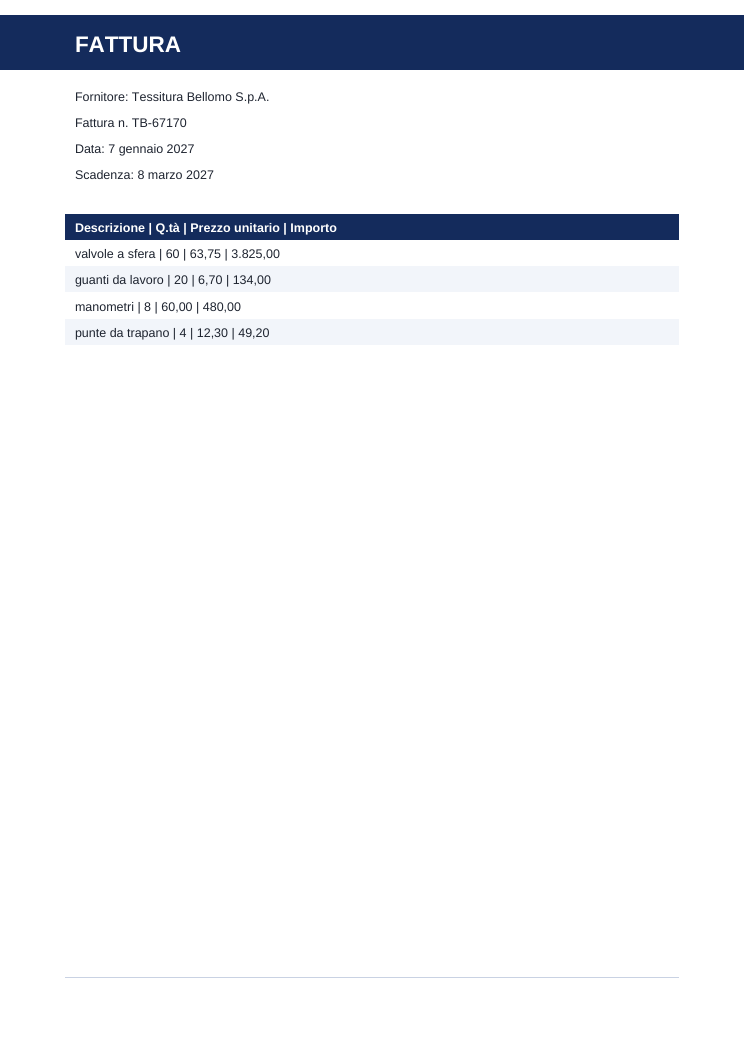 FATTURA
Fornitore: Tessitura Bellomo S.p.A.
Fattura n. TB-67170
Data: 7 gennaio 2027
Scadenza: 8 marzo 2027
Descrizione | Q.tà | Prezzo unitario | Importo
valvole a sfera | 60 | 63,75 | 3.825,00
guanti da lavoro | 20 | 6,70 | 134,00
manometri | 8 | 60,00 | 480,00
punte da trapano | 4 | 12,30 | 49,20